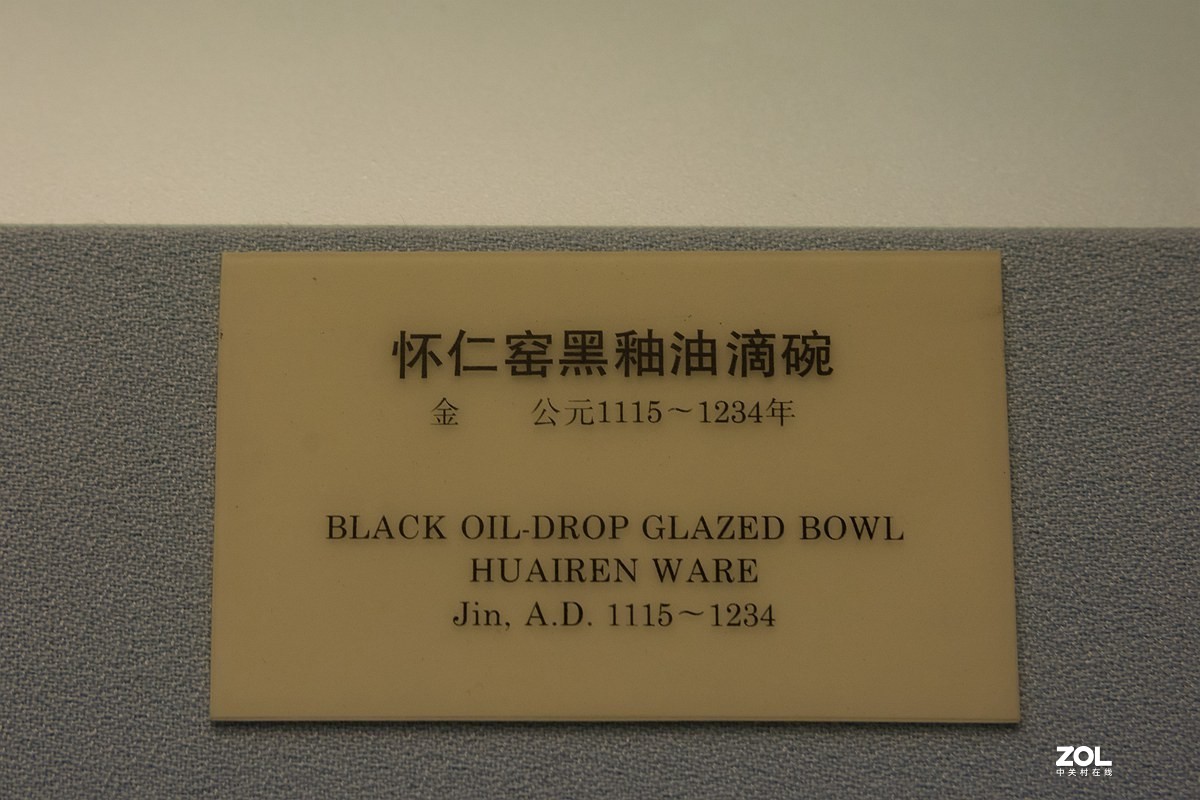 怀仁窑黑釉油滴碗
金 公元1115～1234年
BLACK OIL-DROP GLAZED BOWL
HUAIREN WARE
Jin, A.D. 1115～1234
ZOL
中关村在线